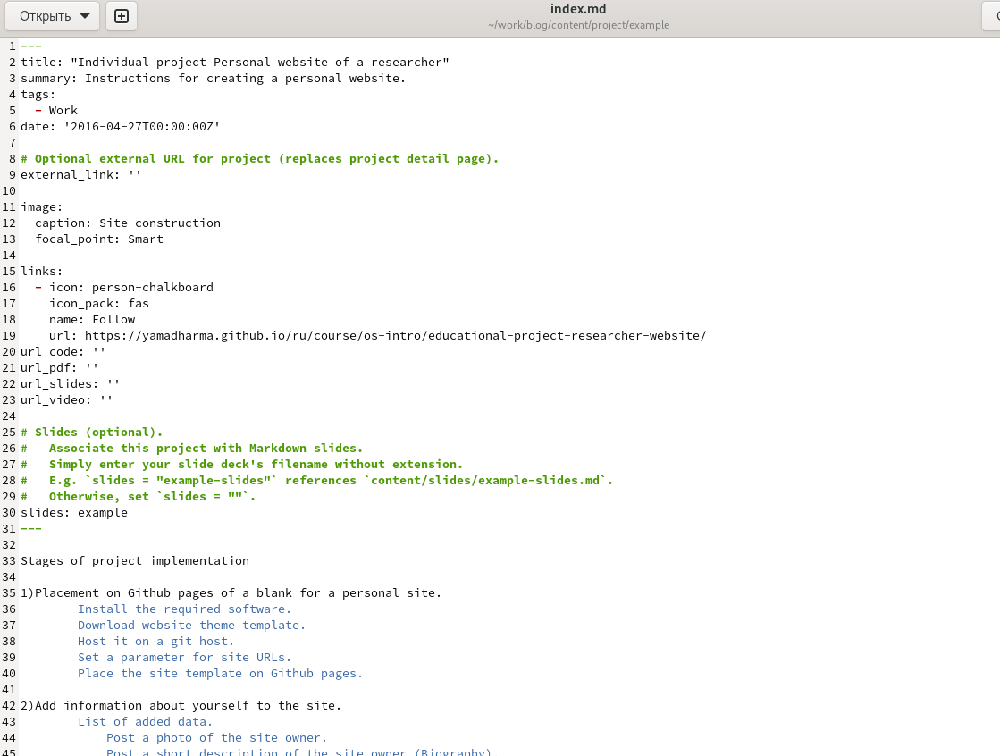 Открыть
index.md
~/work/blog/content/project/example
1 ---
2 title: "Individual project Personal website of a researcher"
3 summary: Instructions for creating a personal website.
4 tags:
5   - Work
6 date: '2016-04-27T00:00:00Z'
7
8 # Optional external URL for project (replaces project detail page).
9 external_link: ''
10
11 image:
12   caption: Site construction
13   focal_point: Smart
14
15 links:
16   - icon: person-chalkboard
17     icon_pack: fas
18     name: Follow
19     url: https://yamadharma.github.io/ru/course/os-intro/educational-project-researcher-website/
20 url_code: ''
21 url_pdf: ''
22 url_slides: ''
23 url_video: ''
24
25 # Slides (optional).
26 #   Associate this project with Markdown slides.
27 #   Simply enter your slide deck's filename without extension.
28 #   E.g. `slides = "example-slides"` references `content/slides/example-slides.md`.
29 #   Otherwise, set `slides = ""`.
30 slides: example
31 ---
32
33 Stages of project implementation
34
35 1)Placement on Github pages of a blank for a personal site.
36         Install the required software.
37         Download website theme template.
38         Host it on a git host.
39         Set a parameter for site URLs.
40         Place the site template on Github pages.
41
42 2)Add information about yourself to the site.
43         List of added data.
44             Post a photo of the site owner.
45             Post a short description of the site owner (Biography)